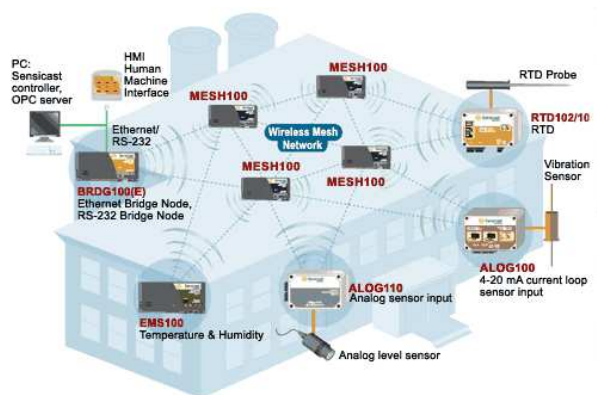 PC:
Sensicast
controller,
OPC server
HMI
Human
Machine
Interface
Ethernet/
RS-232
BRDG100(E)
Ethernet Bridge Node,
RS-232 Bridge Node
MESH100
MESH100
Wireless Mesh
Network
MESH100
MESH100
RTD Probe
RTD102/10
RTD
Vibration
Sensor
ALOG100
4-20 mA current loop
sensor input
ALOG110
Analog sensor input
Analog level sensor
EMS100
Temperature & Humidity